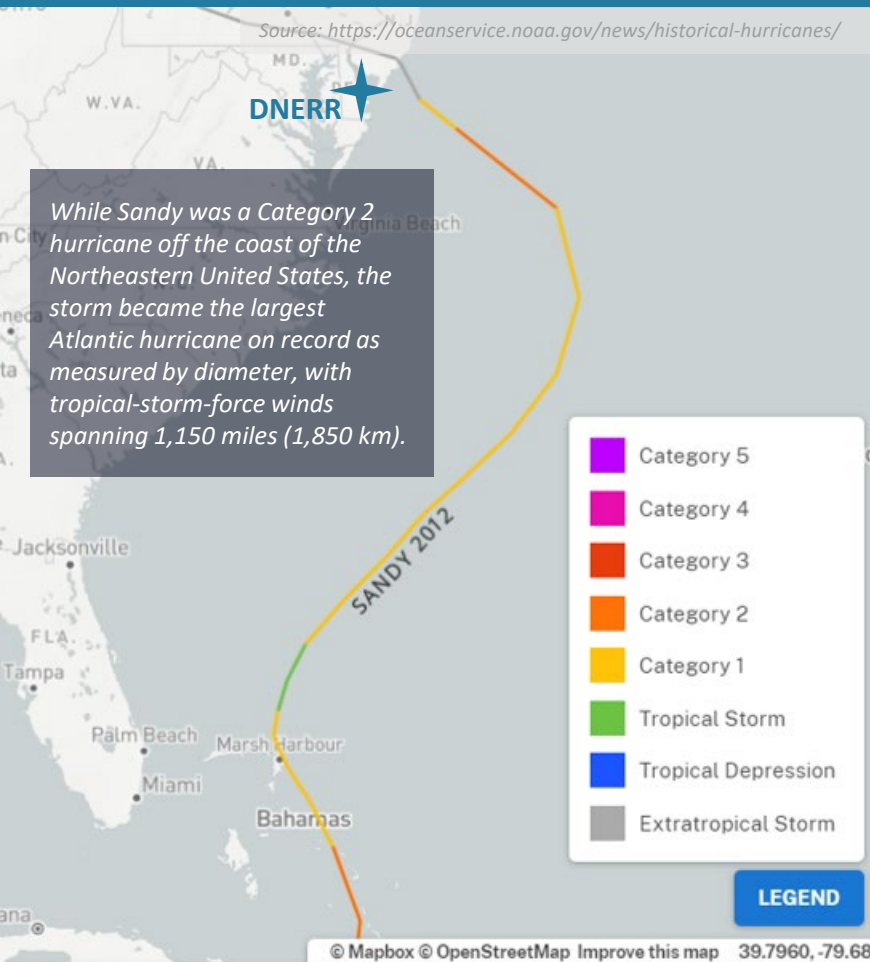 Source: https://oceanservice.noaa.gov/news/historical-hurricanes/
MD.
W.VA.
DNERR
VA.
While Sandy was a Category 2
hurricane off the coast of the
Northeastern United States, the
storm became the largest
Atlantic hurricane on record as
measured by diameter, with
tropical-storm-force winds
spanning 1,150 miles (1,850 km).
Virginia Beach
Category 5
Category 4
Category 3
Category 2
Category 1
Tropical Storm
Tropical Depression
Extratropical Storm
SANDY 2012
Jacksonville
FLA.
Tampa
Palm Beach
Marsh Harbour
Miami
Bahamas
LEGEND
© Mapbox © OpenStreetMap Improve this map 39.7960, -79.68